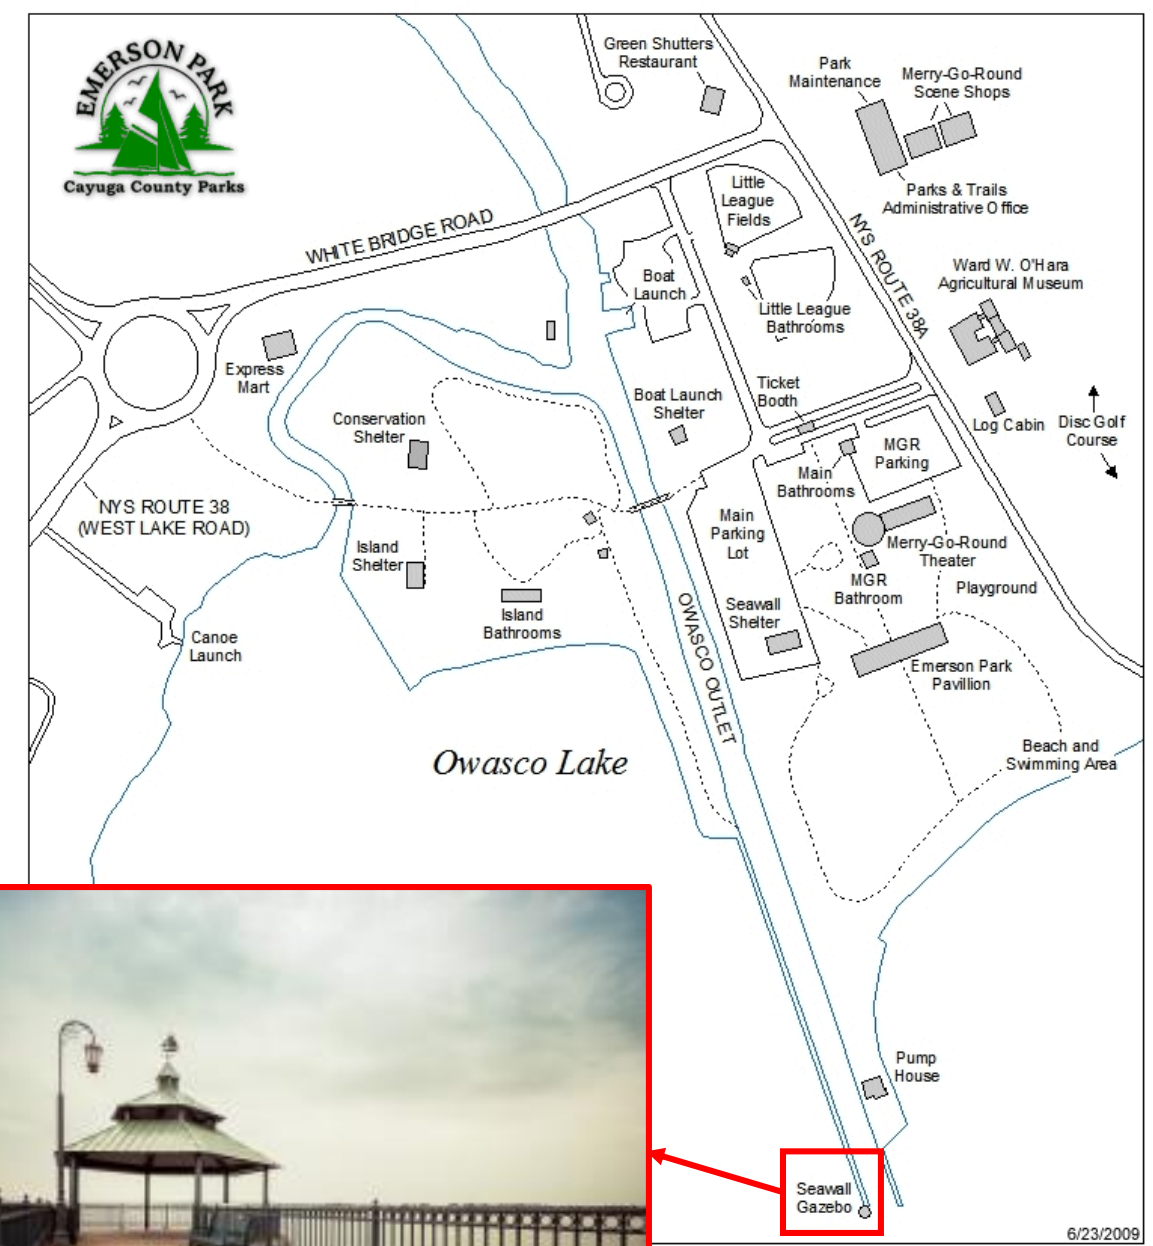 EMERSON PARK
Cayuga County Parks
Green Shutters
Restaurant
Park
Maintenance
Merry-Go-Round
Scene Shops
Parks & Trails
Administrative Office
Little
League
Fields
WHITE BRIDGE ROAD
NYS ROUTE 38A
Ward W. O'Hara
Agricultural Museum
Boat
Launch
Little League
Bathrooms
Express
Mart
Ticket
Booth
Boat Launch
Shelter
Conservation
Shelter
Log Cabin
Disc Golf
Course
MGR
Parking
Main
Bathrooms
NYS ROUTE 38
(WEST LAKE ROAD)
Main
Parking
Lot
Island
Shelter
Merry-Go-Round
Theater
MGR
Bathroom
Playground
Island
Bathrooms
Seawall
Shelter
OWASCO OUTLET
Canoe
Launch
Emerson Park
Pavillion
Owasco Lake
Beach and
Swimming Area
Pump
House
Seawall
Gazebo
6/23/2009